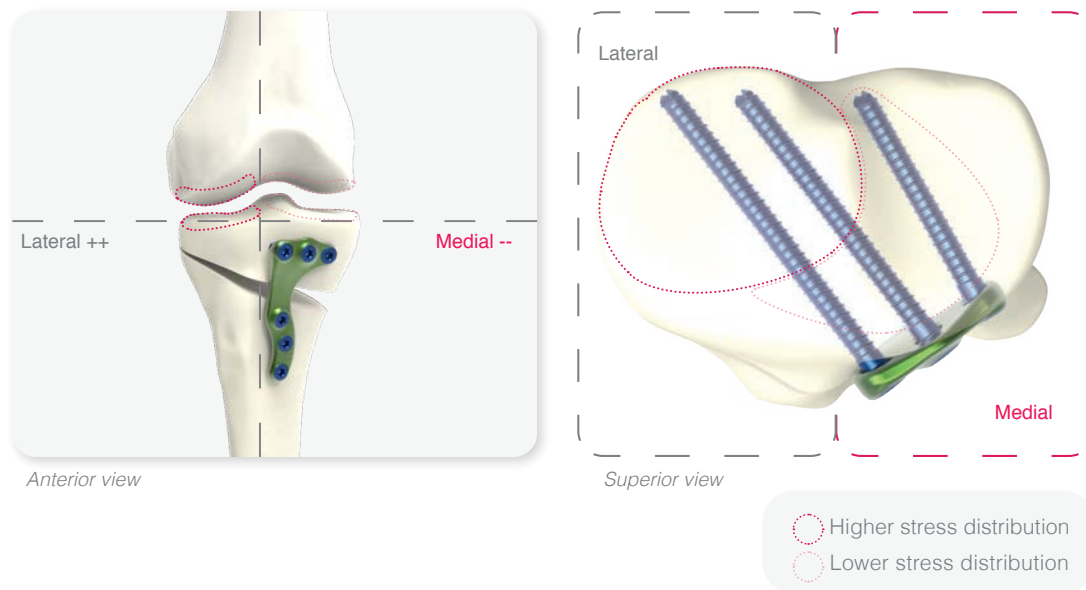 Lateral
Lateral ++
Medial --
Medial
Anterior view
Superior view
Higher stress distribution
Lower stress distribution